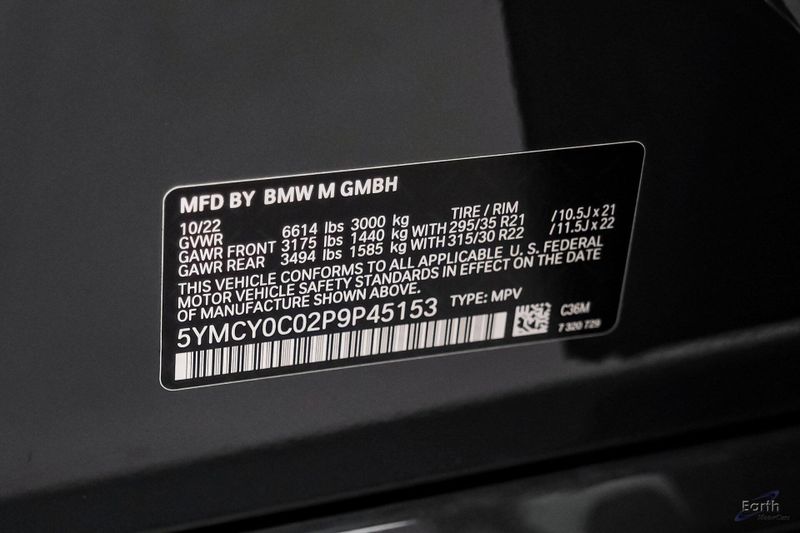 MFD BY BMW M GMBH
10/22 TIRE / RIM
GVWR 6614 lbs 3000 kg
GAWR FRONT 3175 lbs 1440 kg WITH 295/35 R21 /10.5J x 21
GAWR REAR 3494 lbs 1585 kg WITH 315/30 R22 /11.5J x 22
THIS VEHICLE CONFORMS TO ALL APPLICABLE U. S. FEDERAL
MOTOR VEHICLE SAFETY STANDARDS IN EFFECT ON THE DATE
OF MANUFACTURE SHOWN ABOVE.
5YMCY0C02P9P45153 TYPE: MPV
C36M
7 320 729
Earth
MotorCars